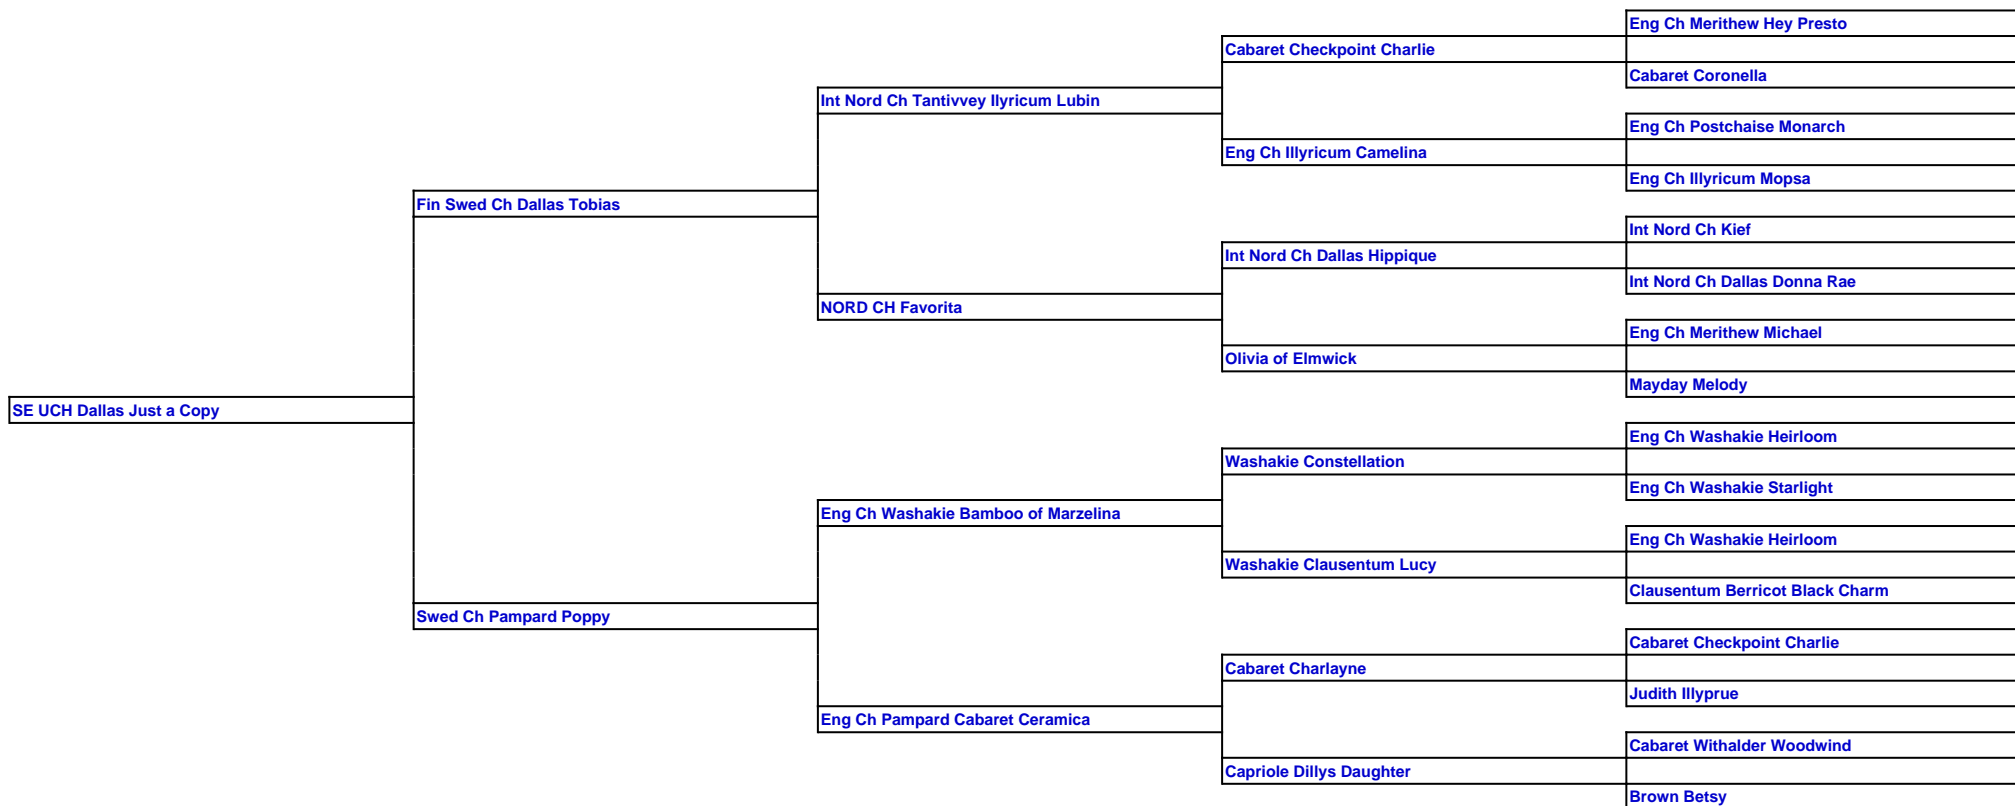 Eng Ch Merithew Hey Presto
Cabaret Checkpoint Charlie
Cabaret Coronella
Int Nord Ch Tantivvey Ilyricum Lubin
Eng Ch Postchaise Monarch
Eng Ch Illyricum Camelina
Eng Ch Illyricum Mopsa
Fin Swed Ch Dallas Tobias
Int Nord Ch Kief
Int Nord Ch Dallas Hippique
Int Nord Ch Dallas Donna Rae
NORD CH Favorita
Eng Ch Merithew Michael
Olivia of Elmwick
Mayday Melody
SE UCH Dallas Just a Copy
Eng Ch Washakie Heirloom
Washakie Constellation
Eng Ch Washakie Starlight
Eng Ch Washakie Bamboo of Marzelina
Eng Ch Washakie Heirloom
Washakie Clausentum Lucy
Clausentum Berricot Black Charm
Swed Ch Pampard Poppy
Cabaret Checkpoint Charlie
Cabaret Charlayne
Judith Illyprue
Eng Ch Pampard Cabaret Ceramica
Cabaret Withalder Woodwind
Capriole Dillys Daughter
Brown Betsy